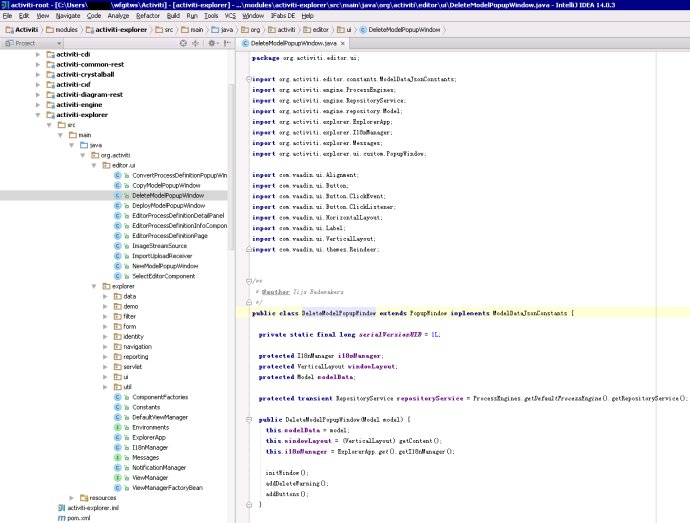 activiti-root - [C:\Users\ \wfgitws\Activiti] - [activiti-explorer] - ...\modules\activiti-explorer\src\main\java\org\activiti\editor\ui\DeleteModelPopupWindow.java - IntelliJ IDEA 14.0.3
File Edit View Navigate Code Analyze Refactor Build Run Tools VCS Window IFabs DE Help
Activiti modules activiti-explorer src main java org activiti editor ui DeleteModelPopupWindow
Project
DeleteModelPopupWindow.java
activiti-cdi
activiti-common-rest
activiti-crystalball
activiti-cxf
activiti-diagram-rest
activiti-engine
activiti-explorer
src
main
java
org.activiti
editor.ui
ConvertProcessDefinitionPopupWin
CopyModelPopupWindow
DeleteModelPopupWindow
DeployModelPopupWindow
EditorProcessDefinitionDetailPanel
EditorProcessDefinitionInfoCompon
EditorProcessDefinitionPage
ImageStreamSource
ImportUploadReceiver
NewModelPopupWindow
SelectEditorComponent
explorer
data
demo
filter
form
identity
navigation
reporting
servlet
ui
util
ComponentFactories
Constants
DefaultViewManager
Environments
ExplorerApp
I18nManager
Messages
NotificationManager
ViewManager
ViewManagerFactoryBean
resources
activiti-explorer.iml
pom.xml
package org.activiti.editor.ui;
import org.activiti.editor.constants.ModelDataJsonConstants;
import org.activiti.engine.ProcessEngines;
import org.activiti.engine.RepositoryService;
import org.activiti.engine.repository.Model;
import org.activiti.explorer.ExplorerApp;
import org.activiti.explorer.I18nManager;
import org.activiti.explorer.Messages;
import org.activiti.explorer.ui.custom.PopupWindow;
import com.vaadin.ui.Alignment;
import com.vaadin.ui.Button;
import com.vaadin.ui.Button.ClickEvent;
import com.vaadin.ui.Button.ClickListener;
import com.vaadin.ui.HorizontalLayout;
import com.vaadin.ui.Label;
import com.vaadin.ui.VerticalLayout;
import com.vaadin.ui.themes.Reindeer;
/**
* @author Tijs Rademakers
*/
public class DeleteModelPopupWindow extends PopupWindow implements ModelDataJsonConstants {
private static final long serialVersionUID = 1L;
protected I18nManager i18nManager;
protected VerticalLayout windowLayout;
protected Model modelData;
protected transient RepositoryService repositoryService = ProcessEngines.getDefaultProcessEngine().getRepositoryService();
public DeleteModelPopupWindow(Model model) {
this.modelData = model;
this.windowLayout = (VerticalLayout) getContent();
this.i18nManager = ExplorerApp.get().getI18nManager();
initWindow();
addDeleteWarning();
addButtons();
}